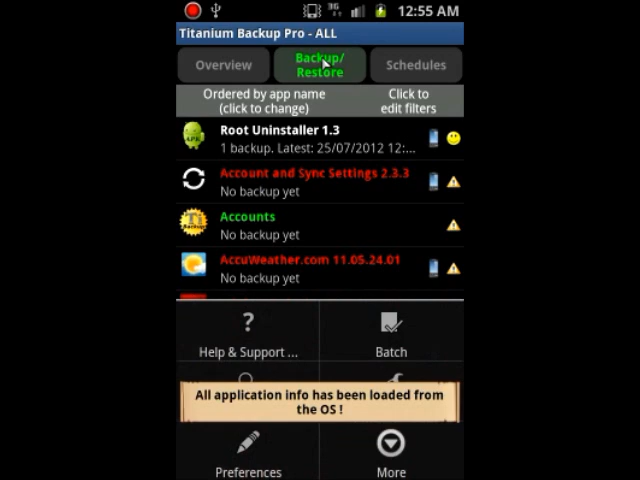 3G
12:55 AM
Titanium Backup Pro - ALL
Overview
Backup/
Restore
Schedules
Ordered by app name
(click to change)
Click to
edit filters
Root Uninstaller 1.3
1 backup. Latest: 25/07/2012 12:...
Account and Sync Settings 2.3.3
No backup yet
Accounts
No backup yet
AccuWeather.com 11.05.24.01
No backup yet
Help & Support ...
Batch
All application info has been loaded from
the OS !
Preferences
More